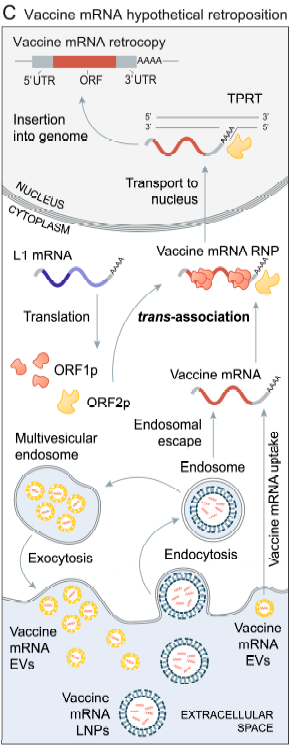 C Vaccine mRNA hypothetical retroposition
Vaccine mRNA retrocopy
AAAA
5'UTR
ORF
3'UTR
TPRT
5'
3'
3'
5'
AAAA
Insertion
into genome
Transport to
nucleus
NUCLEUS
CYTOPLASM
L1 mRNA
AAAA
Vaccine mRNA RNP
AAAA
Translation
trans-association
ORF1p
ORF2p
Vaccine mRNA
AAAA
Endosomal
escape
Multivesicular
endosome
Endosome
Vaccine mRNA uptake
Exocytosis
Endocytosis
Vaccine
mRNA
EVs
Vaccine
mRNA
EVs
Vaccine
mRNA
LNPs
EXTRACELLULAR
SPACE